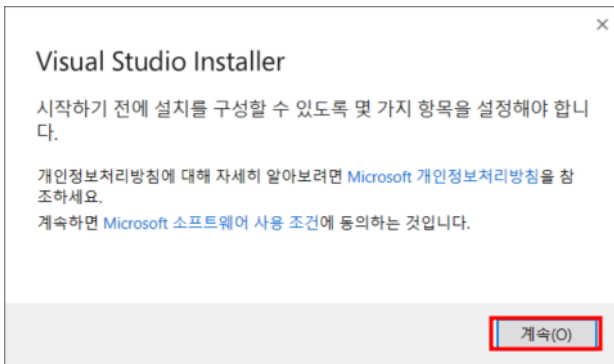 Visual Studio Installer
시작하기 전에 설치를 구성할 수 있도록 몇 가지 항목을 설정해야 합니
다.
개인정보처리방침에 대해 자세히 알아보려면 Microsoft 개인정보처리방침을 참
조하세요.
계속하면 Microsoft 소프트웨어 사용 조건에 동의하는 것입니다.
계속(O)